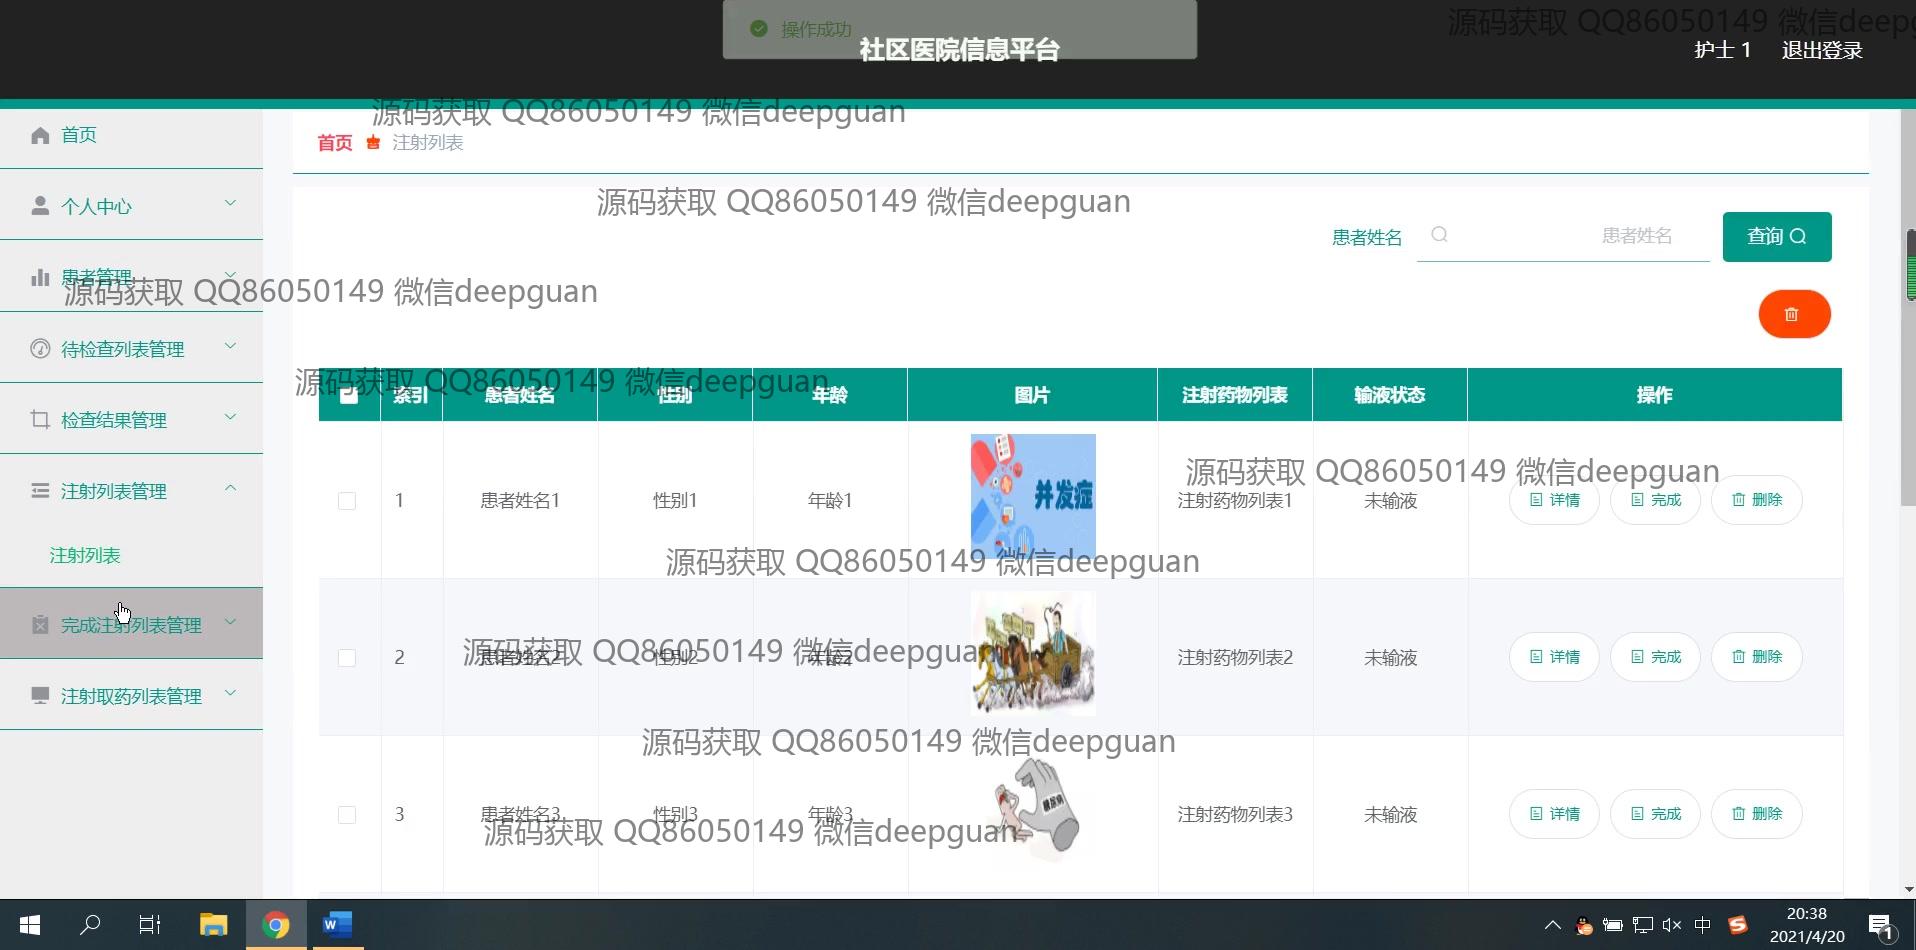 操作成功
社区医院信息平台
护士 1 退出登录
源码获取 QQ86050149 微信deepg
源码获取 QQ86050149 微信deepguan
首页
个人中心
患者管理
待检查列表管理
检查结果管理
注射列表管理
注射列表
完成注射列表管理
注射取药列表管理
首页 注射列表
源码获取 QQ86050149 微信deepguan
患者姓名 患者姓名 查询
源码获取 QQ86050149 微信deepguan
源码获取 QQ86050149 微信deepguan
索引 患者姓名 性别 年龄 图片 注射药物列表 输液状态 操作
并发症
源码获取 QQ86050149 微信deepguan
1 患者姓名1 性别1 年龄1 注射药物列表1 未输液 详情 完成 删除
源码获取 QQ86050149 微信deepguan
2 患者姓名2 性别2 年龄2 注射药物列表2 未输液 详情 完成 删除
源码获取 QQ86050149 微信deepguan
源码获取 QQ86050149 微信deepguan
3 患者姓名3 性别3 年龄3 注射药物列表3 未输液 详情 完成 删除
源码获取 QQ86050149 微信deepguan
中
20:38
2021/4/20
1